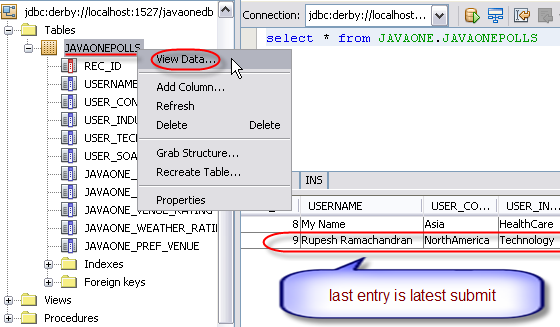 jdbc:derby://localhost:1527/javaonedb
Tables
JAVAONEPOLLS
REC_ID
USERNAME
USER_CON
USER_INDU
USER_TECH
USER_SOA
JAVAONE_
JAVAONE_VENUE_RATING
JAVAONE_WEATHER_RATIN
JAVAONE_PREF_VENUE
Indexes
Foreign keys
Views
Procedures
View Data...
Add Column...
Refresh
Delete Delete
Grab Structure...
Recreate Table...
Properties
Connection: jdbc:derby://localhost:1527/...
select * from JAVAONE.JAVAONEPOLLS
INS
USERNAME USER_CO... USER_IN...
8 My Name Asia HealthCare
9 Rupesh Ramachandran NorthAmerica Technology
last entry is latest submit